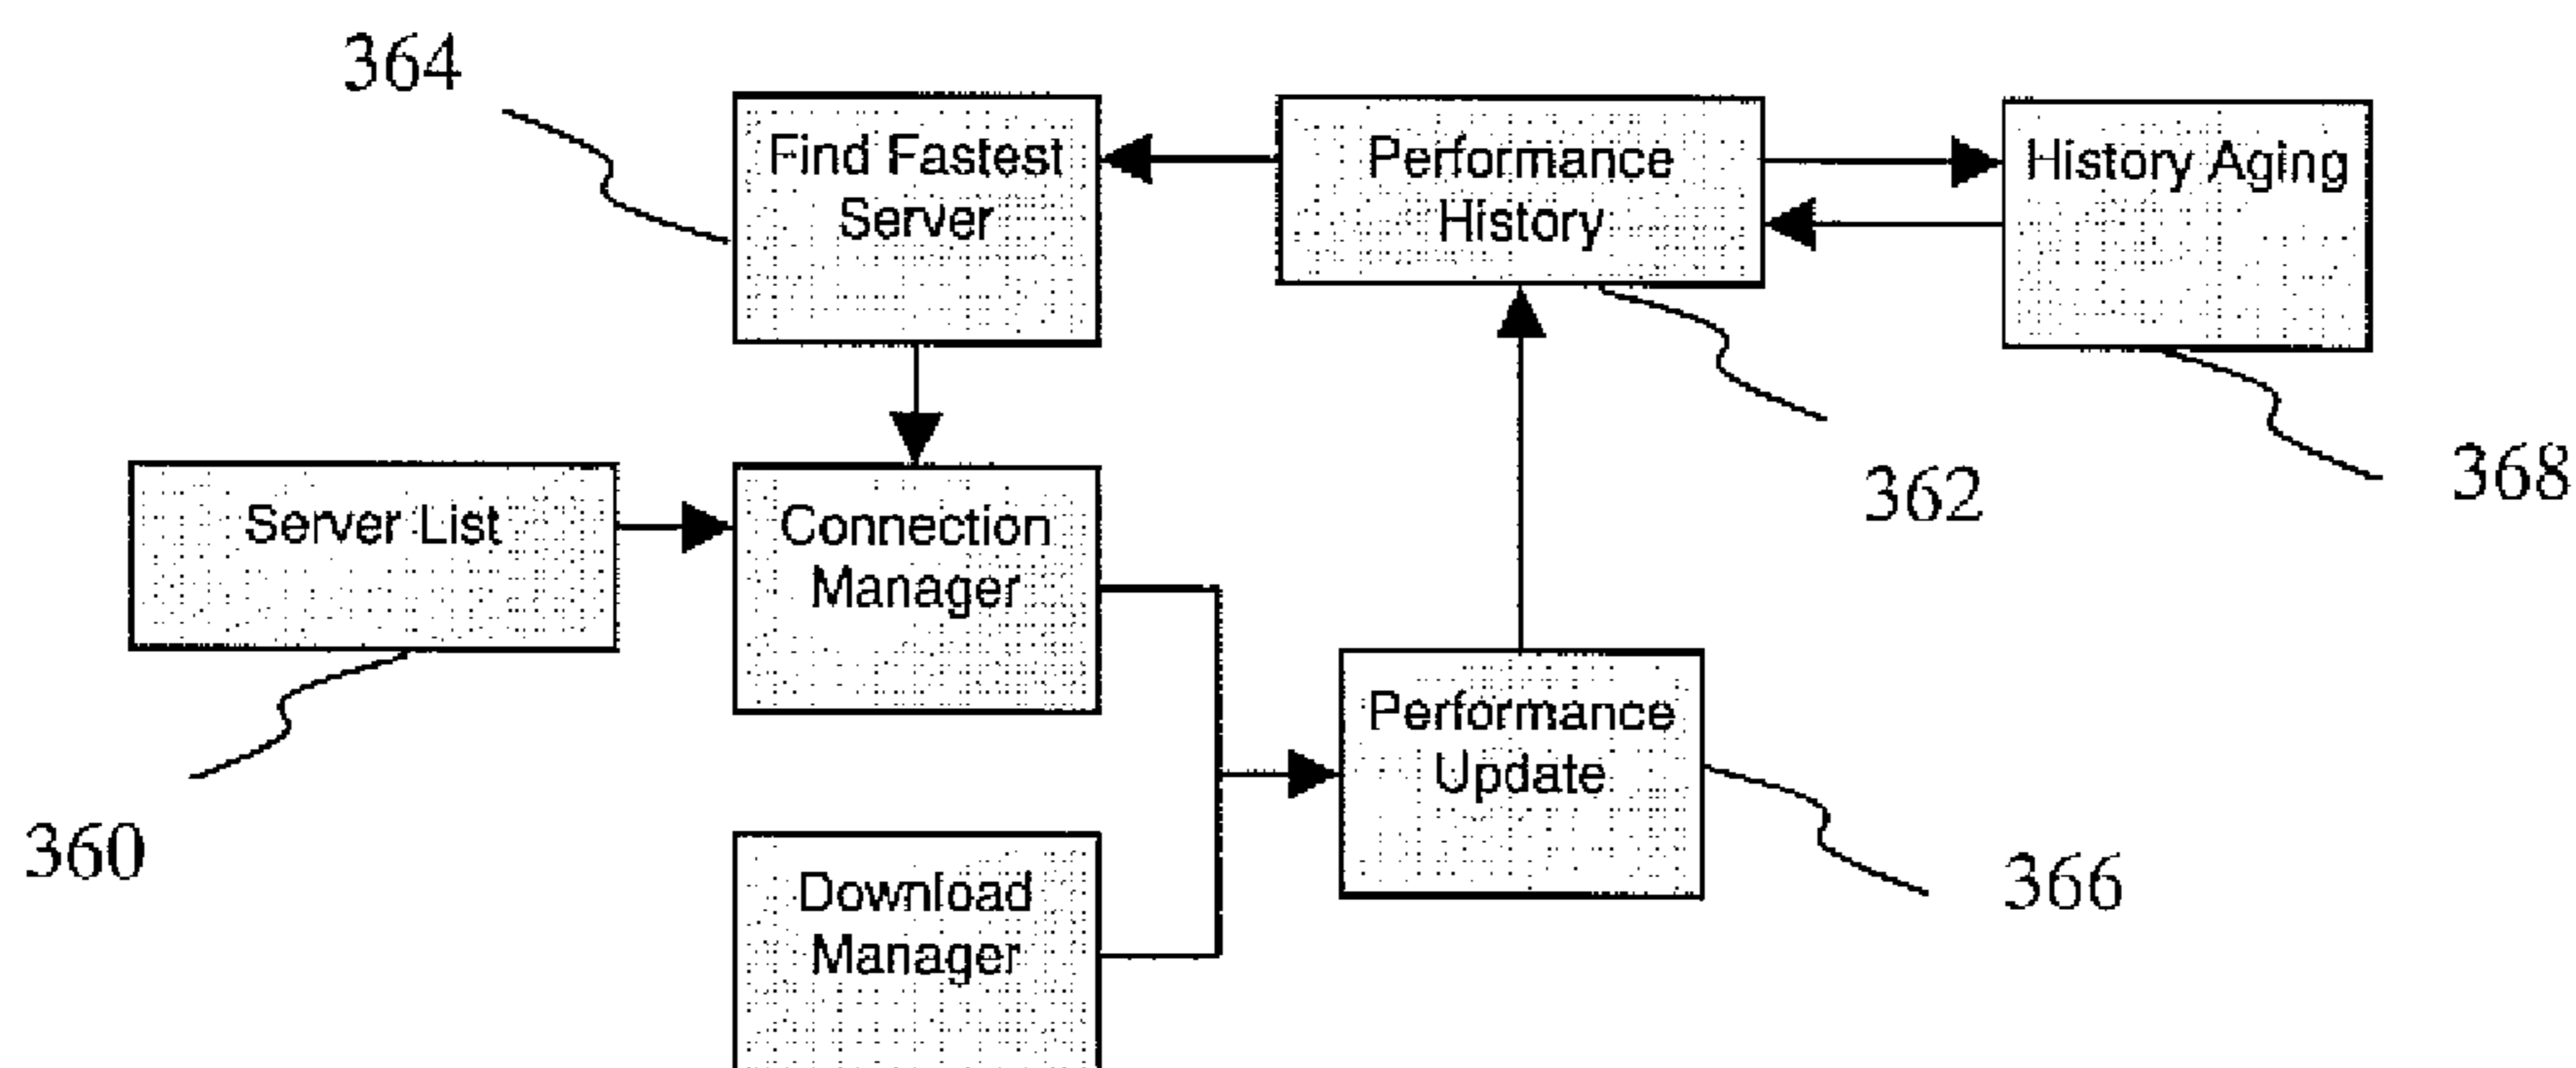 364
Find Fastest
Server
Performance
History
History Aging
362
368
Server List
Connection
Manager
360
Performance
Update
366
Download
Manager